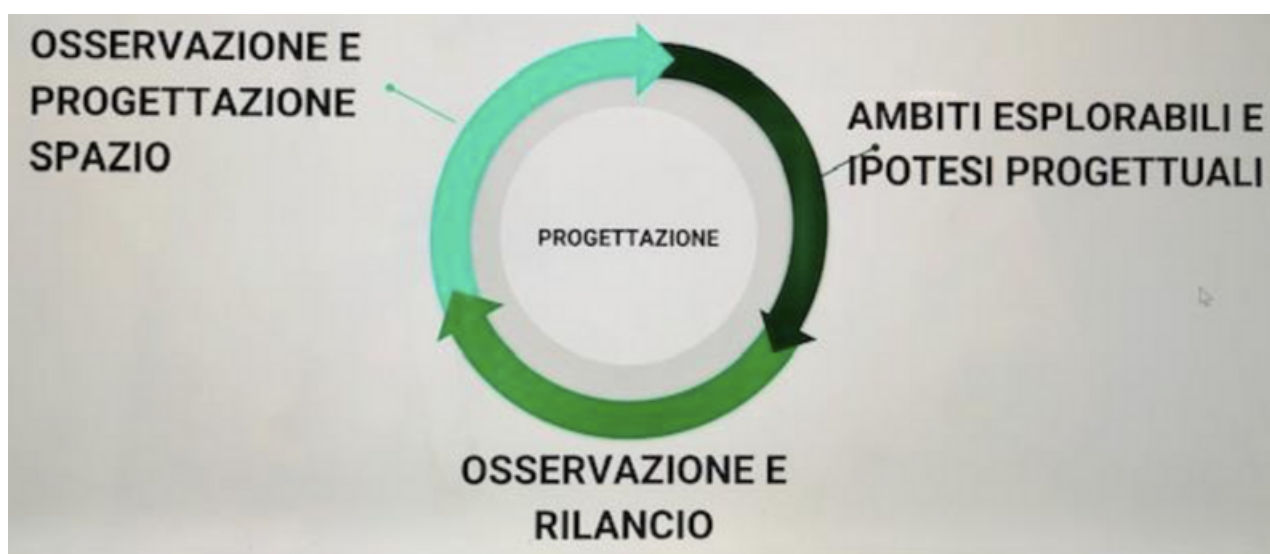 OSSERVAZIONE E
PROGETTAZIONE
SPAZIO
AMBITI ESPLORABILI E
IPOTESI PROGETTUALI
PROGETTAZIONE
OSSERVAZIONE E
RILANCIO